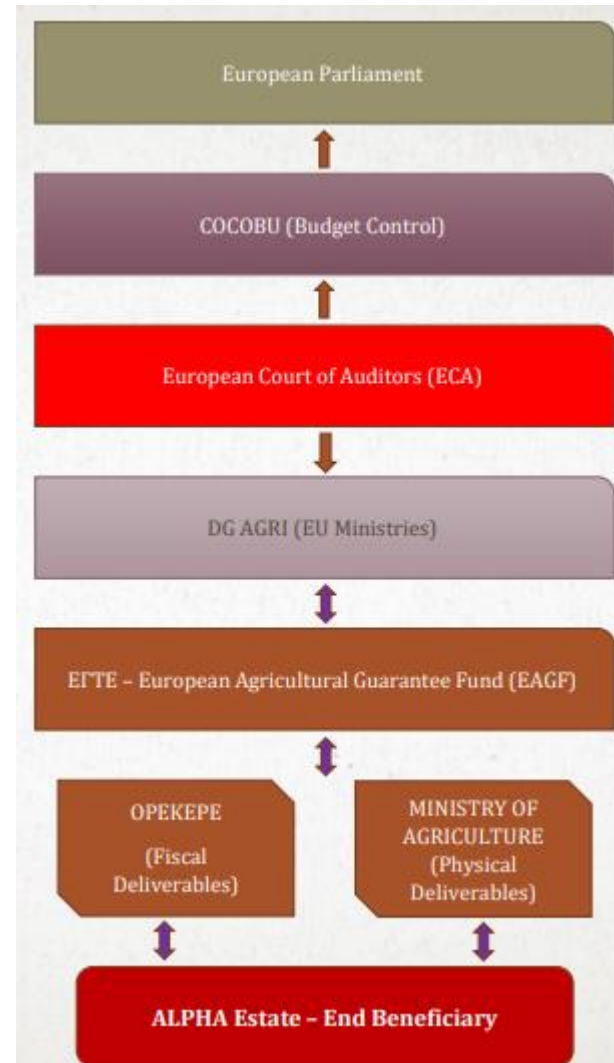 European Parliament
COCOBU (Budget Control)
European Court of Auditors (ECA)
DG AGRI (EU Ministries)
ΕΓΤΕ – European Agricultural Guarantee Fund (EAGF)
OPEKEPE
(Fiscal
Deliverables)
MINISTRY OF
AGRICULTURE
(Physical
Deliverables)
ALPHA Estate – End Beneficiary